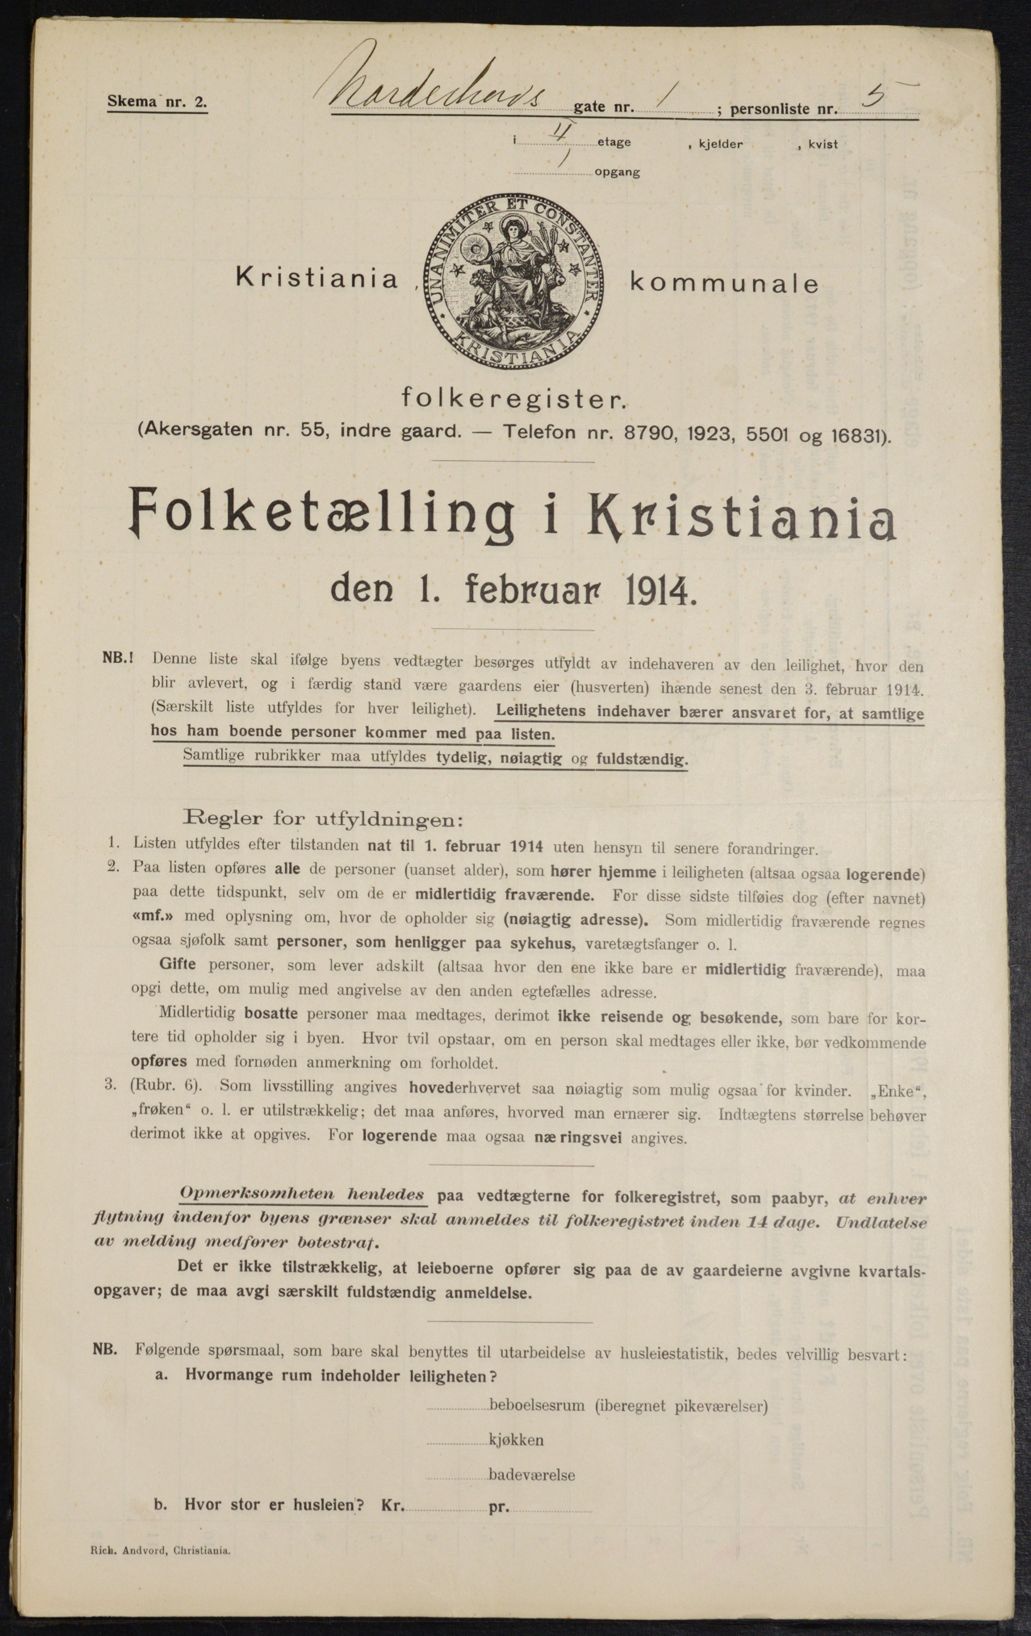 Skema nr. 2.
Norderhovs gate nr. 1 ; personliste nr. 5
i II etage , kjelder , kvist
1 opgang
UNANIMITER ET CONSTANTER
KRISTIANIA
Kristiania kommunale
folkeregister.
(Akersgaten nr. 55, indre gaard. — Telefon nr. 8790, 1923, 5501 og 16831).
Folketælling i Kristiania
den 1. februar 1914.
NB.! Denne liste skal ifølge byens vedtægter besørges utfyldt av indehaveren av den leilighet, hvor den
blir avlevert, og i færdig stand være gaardens eier (husverten) ihænde senest den 3. februar 1914.
(Særskilt liste utfyldes for hver leilighet). Leilighetens indehaver bærer ansvaret for, at samtlige
hos ham boende personer kommer med paa listen.
Samtlige rubrikker maa utfyldes tydelig, nøiagtig og fuldstændig.
Regler for utfyldningen:
1. Listen utfyldes efter tilstanden nat til 1. februar 1914 uten hensyn til senere forandringer.
2. Paa listen opføres alle de personer (uanset alder), som hører hjemme i leiligheten (altsaa ogsaa logerende)
paa dette tidspunkt, selv om de er midlertidig fraværende. For disse sidste tilføies dog (efter navnet)
«mf.» med oplysning om, hvor de opholder sig (nøiagtig adresse). Som midlertidig fraværende regnes
ogsaa sjøfolk samt personer, som henligger paa sykehus, varetægtsfanger o. l.
Gifte personer, som lever adskilt (altsaa hvor den ene ikke bare er midlertidig fraværende), maa
opgi dette, om mulig med angivelse av den anden egtefælles adresse.
Midlertidig bosatte personer maa medtages, derimot ikke reisende og besøkende, som bare for kor-
tere tid opholder sig i byen. Hvor tvil opstaar, om en person skal medtages eller ikke, bør vedkommende
opføres med fornøden anmerkning om forholdet.
3. (Rubr. 6). Som livsstilling angives hovederhvervet saa nøiagtig som mulig ogsaa for kvinder. „Enke“,
„frøken“ o. l. er utilstrækkelig; det maa anføres, hvorved man ernærer sig. Indtægtens størrelse behøver
derimot ikke at opgives. For logerende maa ogsaa næringsvei angives.
Opmerksomheten henledes paa vedtægterne for folkeregistret, som paabyr, at enhver
flytning indenfor byens grænser skal anmeldes til folkeregistret inden 14 dage. Undlatelse
av melding medfører bøtestraf.
Det er ikke tilstrækkelig, at leieboerne opfører sig paa de av gaardeierne avgivne kvartals-
opgaver; de maa avgi særskilt fuldstændig anmeldelse.
NB. Følgende spørsmaal, som bare skal benyttes til utarbeidelse av husleiestatistik, bedes velvillig besvart:
a. Hvormange rum indeholder leiligheten?
beboelsesrum (iberegnet pikeværelser)
kjøkken
badeværelse
b. Hvor stor er husleien? Kr. pr.
Rich. Andvord, Christiania.